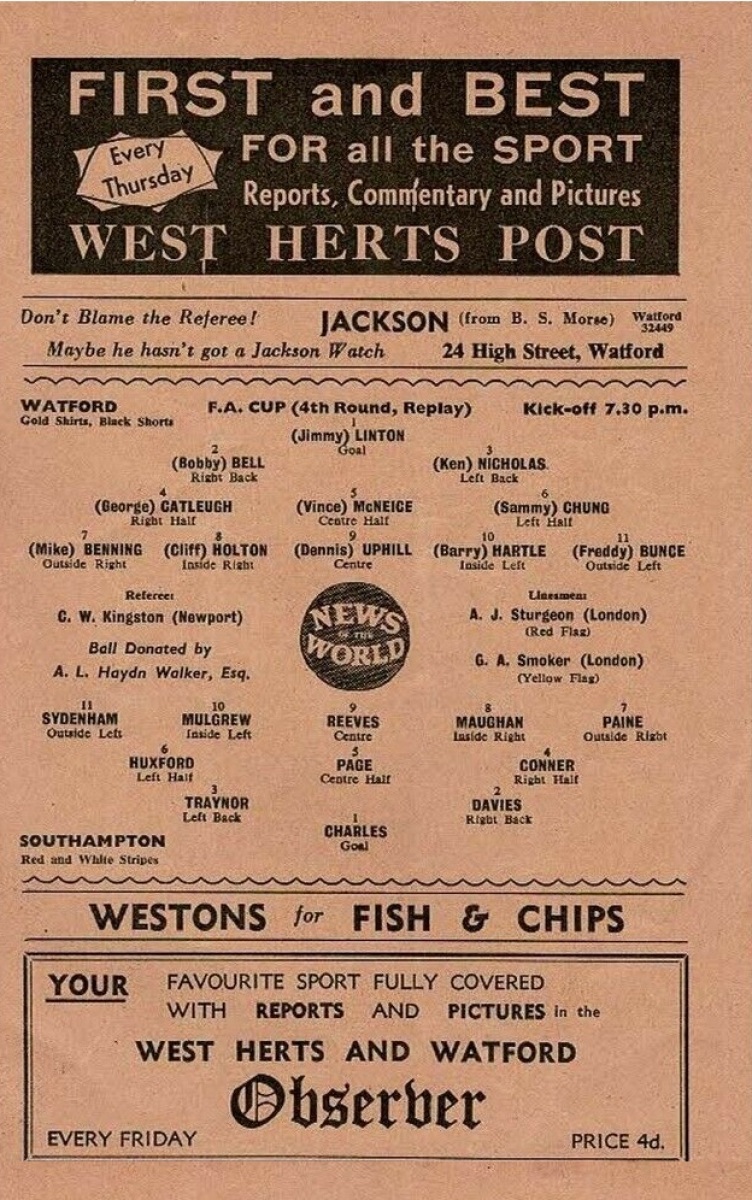 FIRST and BEST
Every Thursday
FOR all the SPORT
Reports, Commentary and Pictures
WEST HERTS POST
Don't Blame the Referee! JACKSON (from B. S. Morse) Watford 32449
Maybe he hasn't got a Jackson Watch 24 High Street, Watford
WATFORD F.A. CUP (4th Round, Replay) Kick-off 7.30 p.m.
Gold Shirts, Black Shorts
1
(Jimmy) LINTON
Goal
2 3
(Bobby) BELL (Ken) NICHOLAS.
Right Back Left Back
4 5 6
(George) CATLEUGH (Vince) McNEICE (Sammy) CHUNG
Right Half Centre Half Left Half
7 8 9 10 11
(Mike) BENNING (Cliff) HOLTON (Dennis) UPHILL (Barry) HARTLE (Freddy) BUNCE
Outside Right Inside Right Centre Inside Left Outside Left
Referee: Linesmen:
C. W. Kingston (Newport) A. J. Sturgeon (London)
(Red Flag)
Ball Donated by
A. L. Haydn Walker, Esq.
NEWS
OF THE
WORLD
G. A. Smoker (London)
(Yellow Flag)
11 10 9 8 7
SYDENHAM MULGREW REEVES MAUGHAN PAINE
Outside Left Inside Left Centre Inside Right Outside Right
6 5 4
HUXFORD PAGE CONNER
Left Half Centre Half Right Half
3 2
TRAYNOR DAVIES
Left Back Right Back
1
CHARLES
Goal
SOUTHAMPTON
Red and White Stripes
WESTONS for FISH & CHIPS
YOUR FAVOURITE SPORT FULLY COVERED
WITH REPORTS AND PICTURES in the
WEST HERTS AND WATFORD
Observer
EVERY FRIDAY PRICE 4d.